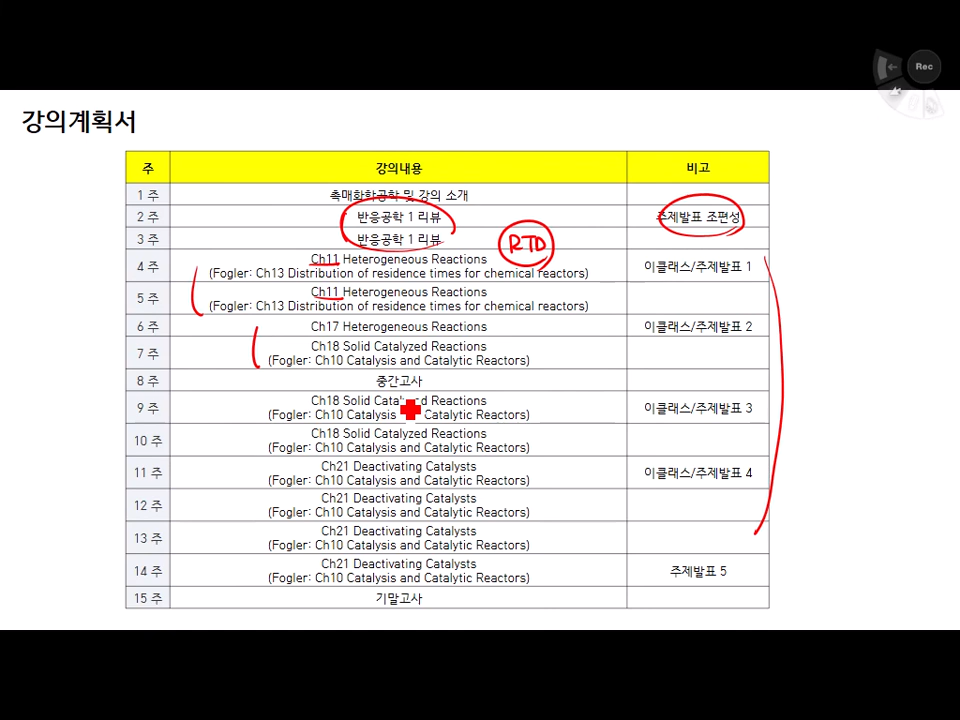 Rec
강의계획서
주 강의내용 비고
1 주 촉매화학공학 및 강의 소개
2 주 반응공학 1 리뷰 주제발표 조편성
3 주 반응공학 1 리뷰
RTD
4 주 Ch11 Heterogeneous Reactions
(Fogler: Ch13 Distribution of residence times for chemical reactors) 이클래스/주제발표 1
5 주 Ch11 Heterogeneous Reactions
(Fogler: Ch13 Distribution of residence times for chemical reactors)
6 주 Ch17 Heterogeneous Reactions 이클래스/주제발표 2
7 주 Ch18 Solid Catalyzed Reactions
(Fogler: Ch10 Catalysis and Catalytic Reactors)
8 주 중간고사
9 주 Ch18 Solid Reactions
(Fogler: Ch10 Catalysis Catalytic Reactors) 이클래스/주제발표 3
10 주 Ch18 Solid Catalyzed Reactions
(Fogler: Ch10 Catalysis and Catalytic Reactors)
11 주 Ch21 Deactivating Catalysts
(Fogler: Ch10 Catalysis and Catalytic Reactors) 이클래스/주제발표 4
12 주 Ch21 Deactivating Catalysts
(Fogler: Ch10 Catalysis and Catalytic Reactors)
13 주 Ch21 Deactivating Catalysts
(Fogler: Ch10 Catalysis and Catalytic Reactors)
14 주 Ch21 Deactivating Catalysts
(Fogler: Ch10 Catalysis and Catalytic Reactors) 주제발표 5
15 주 기말고사